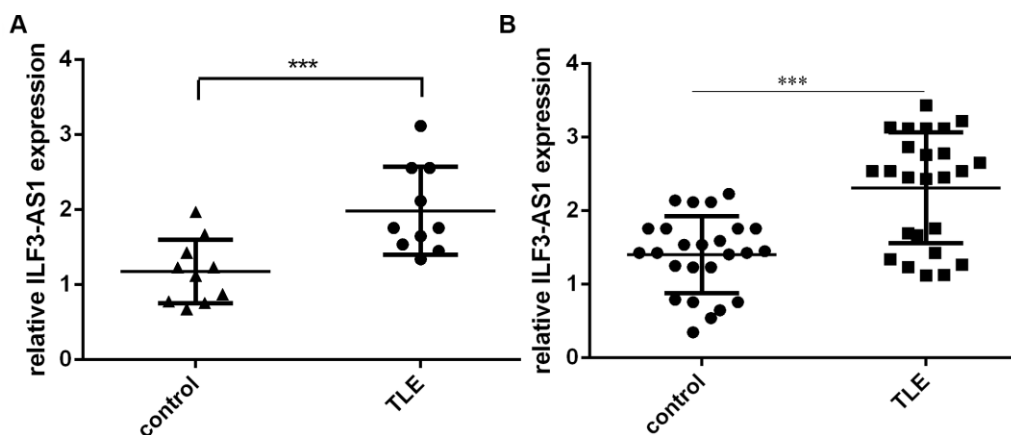 A
relative ILF3-AS1 expression
4
3
2
1
0
***
control
TLE
B
relative ILF3-AS1 expression
4
3
2
1
0
***
control
TLE